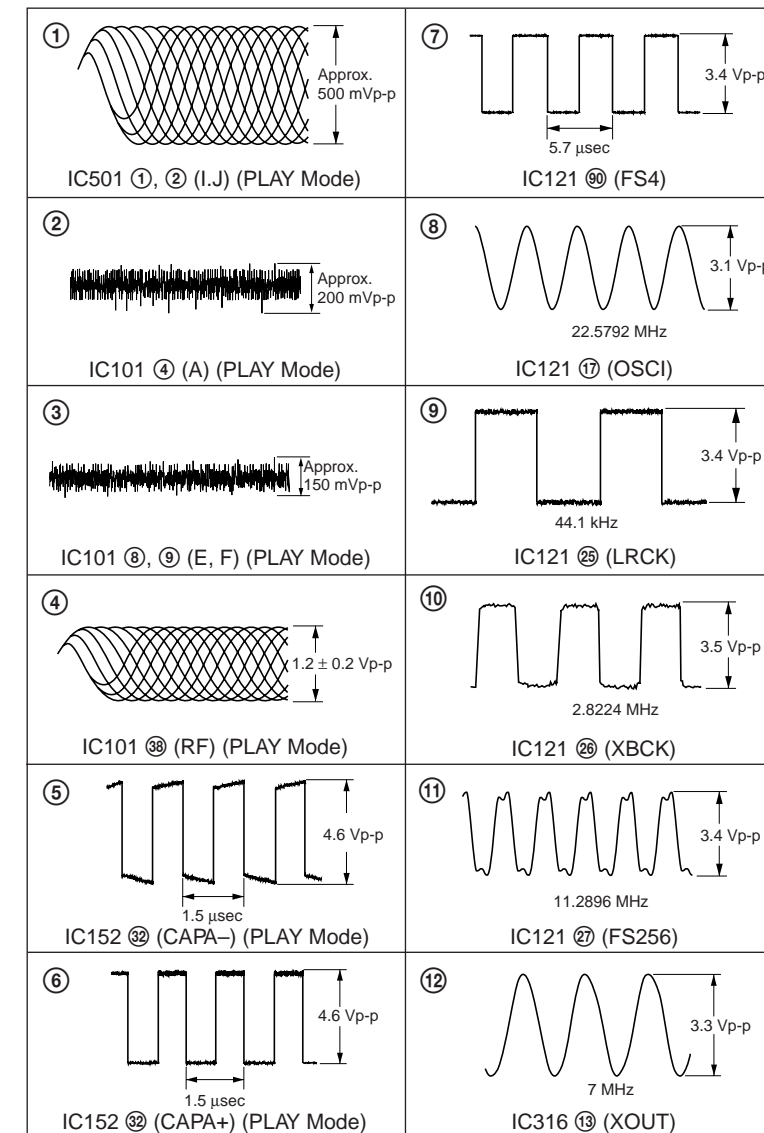 ①
Approx.
500 mVp-p
IC501 ①, ② (I.J) (PLAY Mode)
②
Approx.
200 mVp-p
IC101 ④ (A) (PLAY Mode)
③
Approx.
150 mVp-p
IC101 ⑧, ⑨ (E, F) (PLAY Mode)
④
1.2 ± 0.2 Vp-p
IC101 ㊳ (RF) (PLAY Mode)
⑤
4.6 Vp-p
1.5 μsec
IC152 ㉜ (CAPA–) (PLAY Mode)
⑥
4.6 Vp-p
1.5 μsec
IC152 ㉜ (CAPA+) (PLAY Mode)
⑦
3.4 Vp-p
5.7 μsec
IC121 (90) (FS4)
⑧
3.1 Vp-p
22.5792 MHz
IC121 ⑰ (OSCI)
⑨
3.4 Vp-p
44.1 kHz
IC121 ㉕ (LRCK)
⑩
3.5 Vp-p
2.8224 MHz
IC121 ㉖ (XBCK)
⑪
3.4 Vp-p
11.2896 MHz
IC121 ㉗ (FS256)
⑫
3.3 Vp-p
7 MHz
IC316 ⑬ (XOUT)